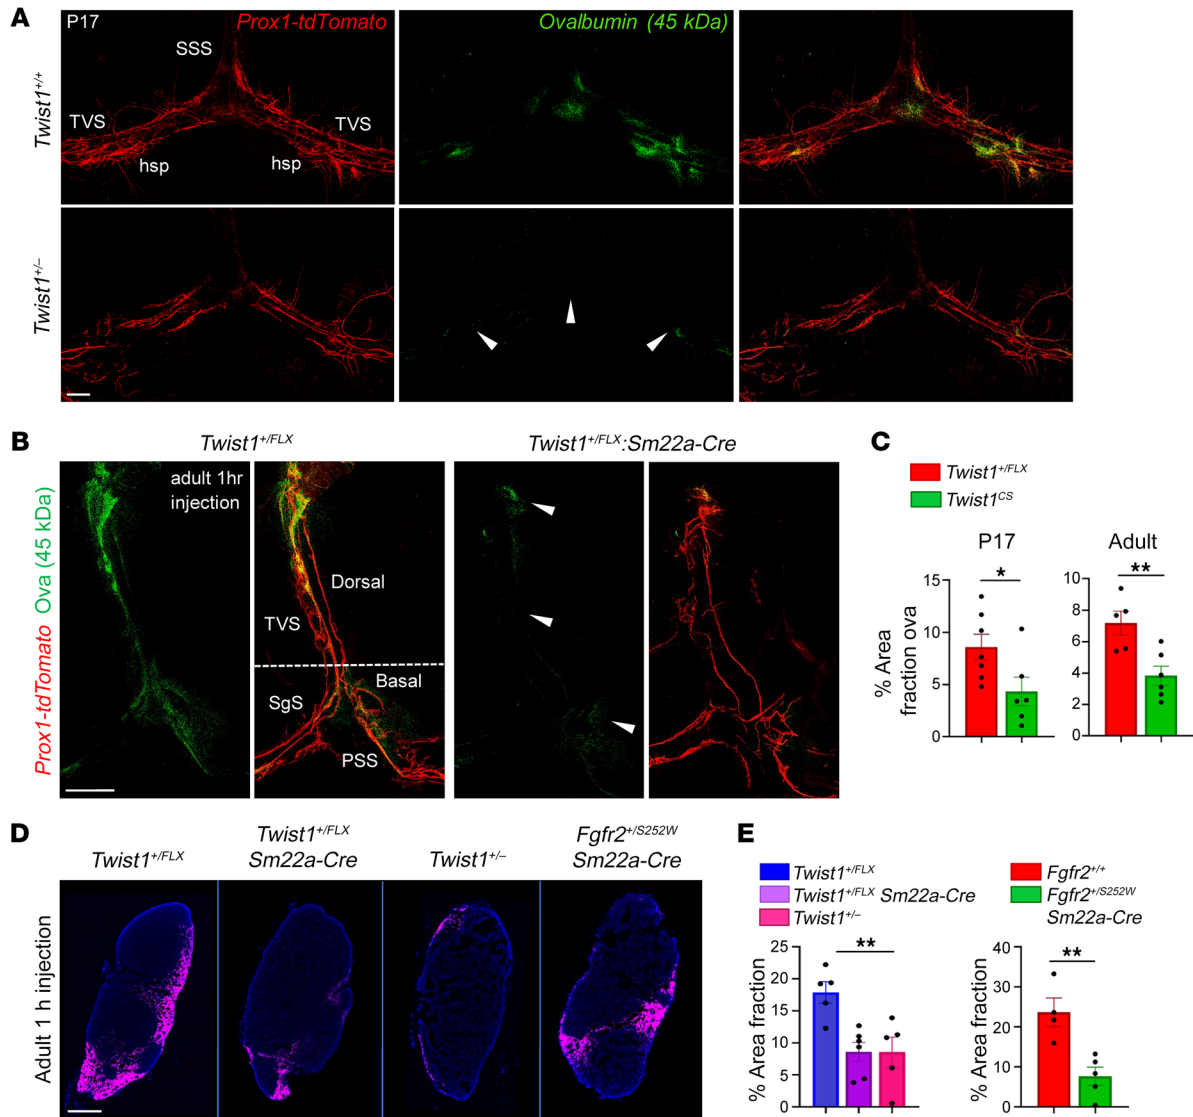 A
P17
Prox1-tdTomato
Ovalbumin (45 kDa)
SSS
TVS
TVS
hsp
hsp
Twist1+/+
Twist1+/–
B
Twist1+/FLX
Twist1+/FLX:Sm22a-Cre
Prox1-tdTomato Ova (45 kDa)
adult 1hr
injection
Dorsal
TVS
Basal
SgS
PSS
C
Twist1+/FLX
Twist1CS
P17
Adult
*
**
% Area
fraction ova
15
10
5
0
10
8
6
4
2
0
D
Twist1+/FLX
Twist1+/FLX
Sm22a-Cre
Twist1+/–
Fgfr2+/S252W
Sm22a-Cre
Adult 1 h injection
E
Twist1+/FLX
Twist1+/FLX Sm22a-Cre
Twist1+/–
Fgfr2+/+
Fgfr2+/S252W
Sm22a-Cre
**
**
% Area fraction
25
20
15
10
5
0
% Area fraction
40
30
20
10
0